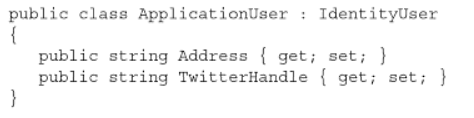 public class ApplicationUser : IdentityUser
{
    public string Address { get; set; }
    public string TwitterHandle { get; set; }
}